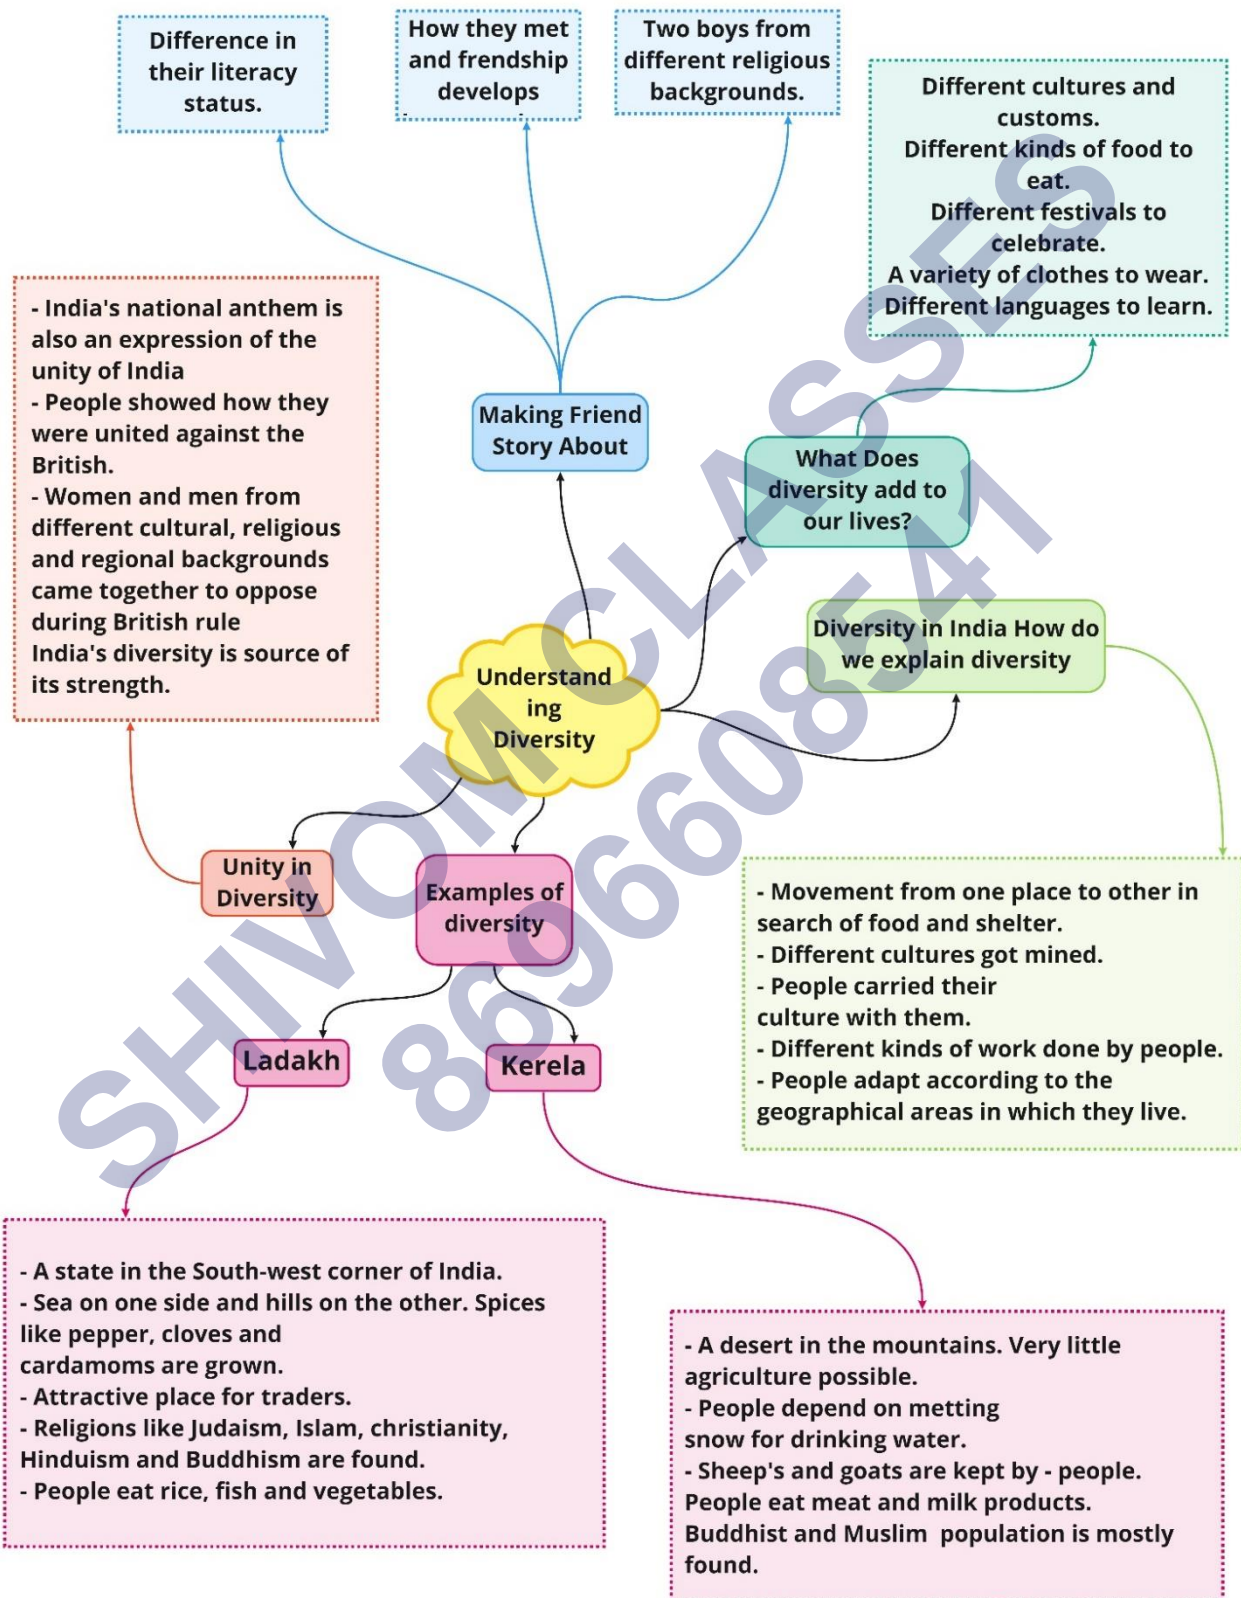 Difference in
their literacy
status.
How they met
and frendship
develops
Two boys from
different religious
backgrounds.
Different cultures and
customs.
Different kinds of food to
eat.
Different festivals to
celebrate.
A variety of clothes to wear.
Different languages to learn.
- India's national anthem is
also an expression of the
unity of India
- People showed how they
were united against the
British.
- Women and men from
different cultural, religious
and regional backgrounds
came together to oppose
during British rule
India's diversity is source of
its strength.
Making Friend
Story About
What Does
diversity add to
our lives?
Diversity in India How do
we explain diversity
Understand
ing
Diversity
Unity in
Diversity
Examples of
diversity
- Movement from one place to other in
search of food and shelter.
- Different cultures got mined.
- People carried their
culture with them.
- Different kinds of work done by people.
- People adapt according to the
geographical areas in which they live.
Ladakh
Kerela
- A state in the South-west corner of India.
- Sea on one side and hills on the other. Spices
like pepper, cloves and
cardamoms are grown.
- Attractive place for traders.
- Religions like Judaism, Islam, christianity,
Hinduism and Buddhism are found.
- People eat rice, fish and vegetables.
- A desert in the mountains. Very little
agriculture possible.
- People depend on metting
snow for drinking water.
- Sheep's and goats are kept by - people.
People eat meat and milk products.
Buddhist and Muslim population is mostly
found.
SHIVOM CLASSES
8696608541